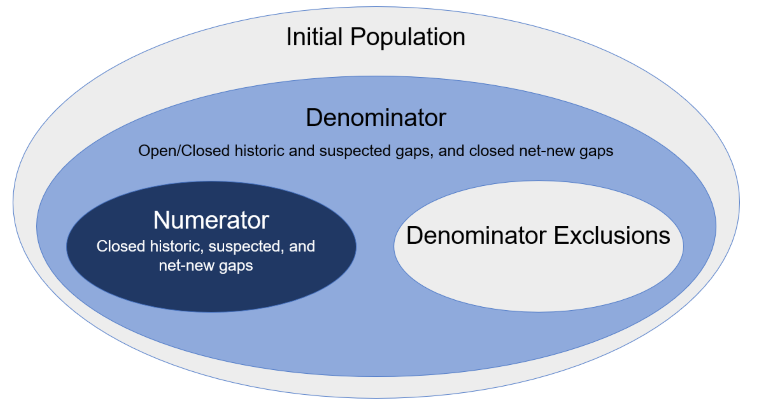 Initial Population
Denominator
Open/Closed historic and suspected gaps, and closed net-new gaps
Numerator
Closed historic, suspected, and
net-new gaps
Denominator Exclusions